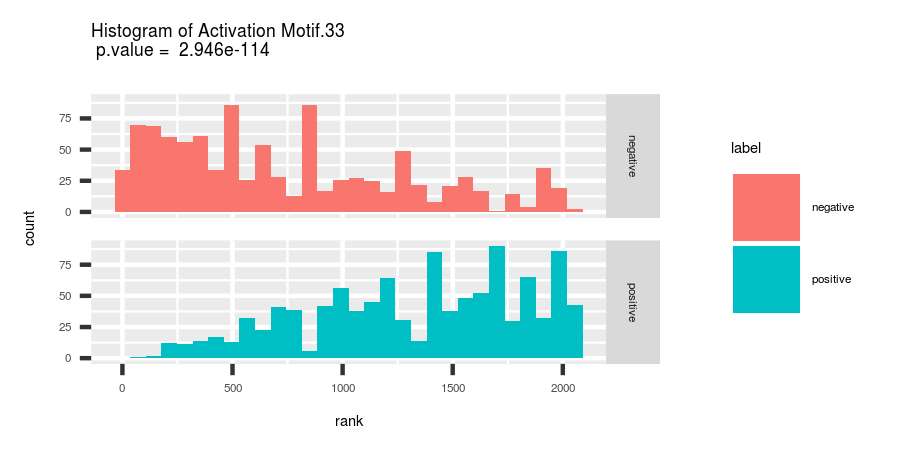 Histogram of Activation Motif.33
p.value = 2.946e-114
count
75
50
25
0
negative
75
50
25
0
positive
0 500 1000 1500 2000
rank
label
negative
positive